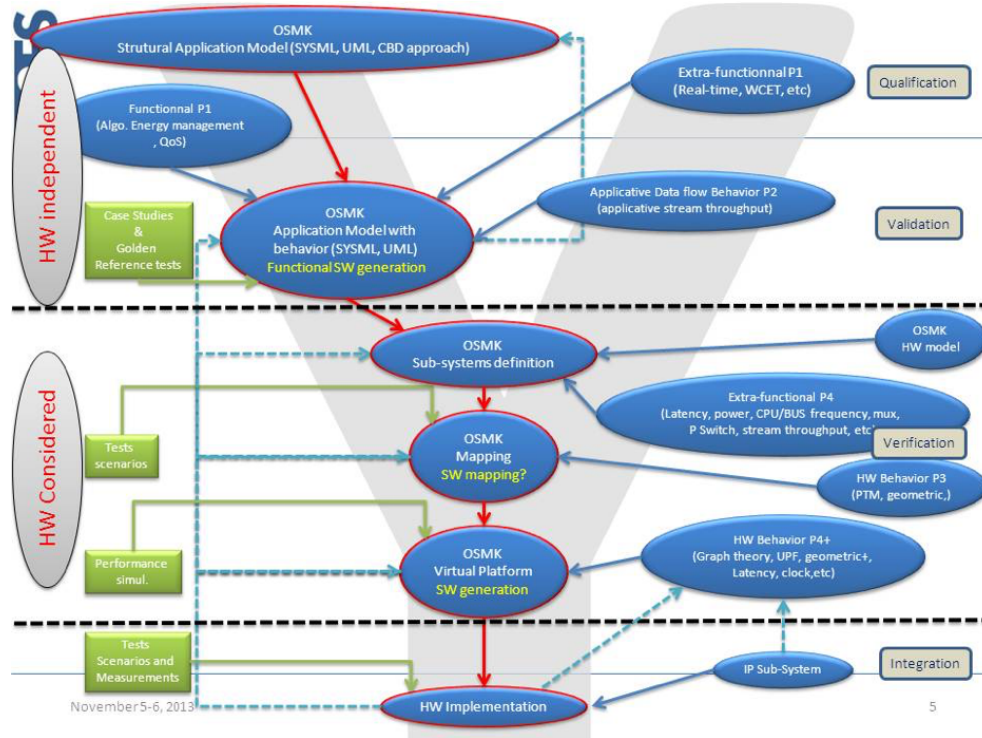 OSMK
Strutural Application Model (SYSML, UML, CBD approach)
Extra-functionnal P1
(Real-time, WCET, etc)
Qualification
HW independent
Functionnal P1
(Algo. Energy management
, QoS)
Applicative Data flow Behavior P2
(applicative stream throughput)
Validation
Case Studies
&
Golden
Reference tests
OSMK
Application Model with
behavior (SYSML, UML)
Functional SW generation
OSMK
Sub-systems definition
OSMK
HW model
Extra-functional P4
(Latency, power, CPU/BUS frequency, mux,
P Switch, stream throughput, etc)
Verification
HW Considered
Tests
scenarios
OSMK
Mapping
SW mapping?
HW Behavior P3
(PTM, geometric,)
Performance
simul.
OSMK
Virtual Platform
SW generation
HW Behavior P4+
(Graph theory, UPF, geometric+,
Latency, clock,etc)
Tests
Scenarios and
Measurements
IP Sub-System
Integration
HW Implementation
November 5-6, 2013
5